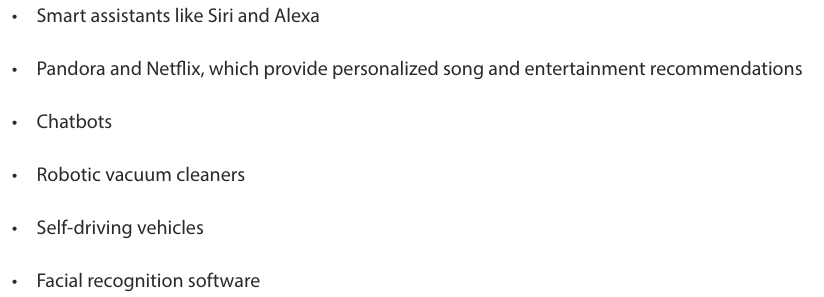 • Smart assistants like Siri and Alexa
• Pandora and Netflix, which provide personalized song and entertainment recommendations
• Chatbots
• Robotic vacuum cleaners
• Self-driving vehicles
• Facial recognition software